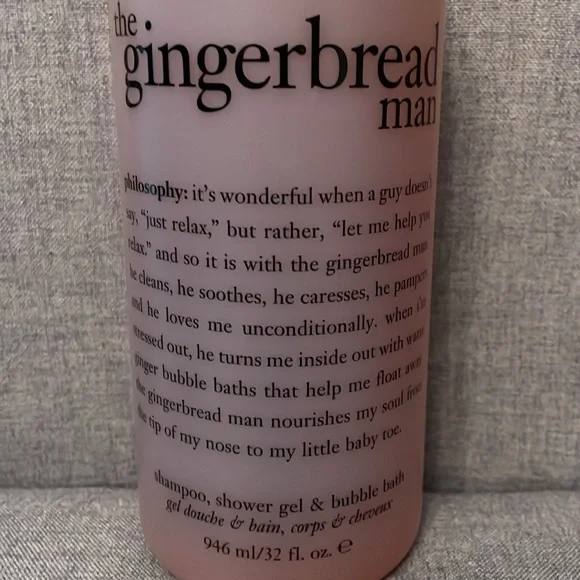 the
gingerbread
man
philosophy: it's wonderful when a guy doesn't
say, "just relax," but rather, "let me help you
relax." and so it is with the gingerbread man.
he cleans, he soothes, he caresses, he pampers
and he loves me unconditionally. when i'm
stressed out, he turns me inside out with warm
ginger bubble baths that help me float away.
the gingerbread man nourishes my soul from
the tip of my nose to my little baby toe.
shampoo, shower gel & bubble bath
gel douche & bain, corps & cheveux
946 ml/32 fl. oz. ℮